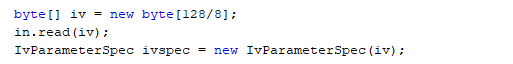 byte[] iv = new byte[128/8];
in.read(iv);
IvParameterSpec ivspec = new IvParameterSpec(iv);